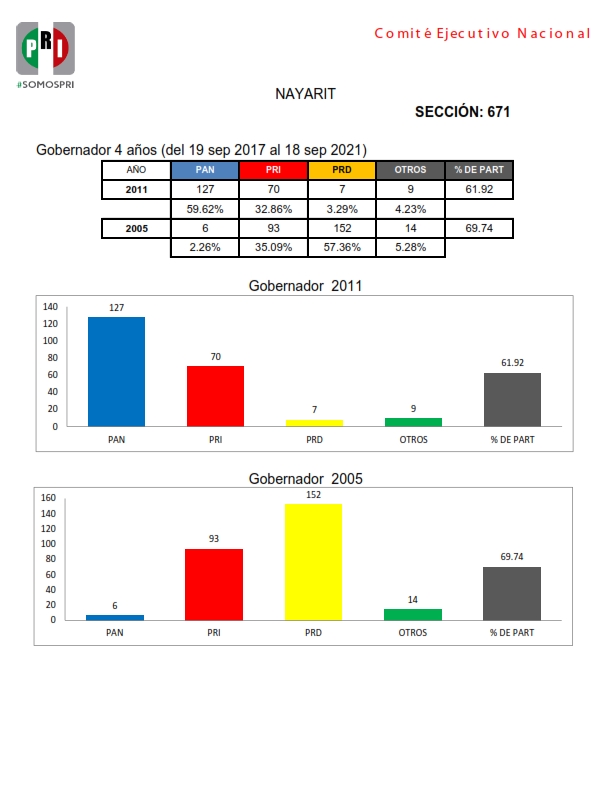 Comité Ejecutivo Nacional
PRI
#SOMOSPRI
NAYARIT
SECCIÓN: 671
Gobernador 4 años (del 19 sep 2017 al 18 sep 2021)
AÑO PAN PRI PRD OTROS % DE PART
2011 127 70 7 9 61.92
59.62% 32.86% 3.29% 4.23%
2005 6 93 152 14 69.74
2.26% 35.09% 57.36% 5.28%
Gobernador 2011
140
120
100
80
60
40
20
0
127
70
7
9
61.92
PAN PRI PRD OTROS % DE PART
Gobernador 2005
160
140
120
100
80
60
40
20
0
6
93
152
14
69.74
PAN PRI PRD OTROS % DE PART